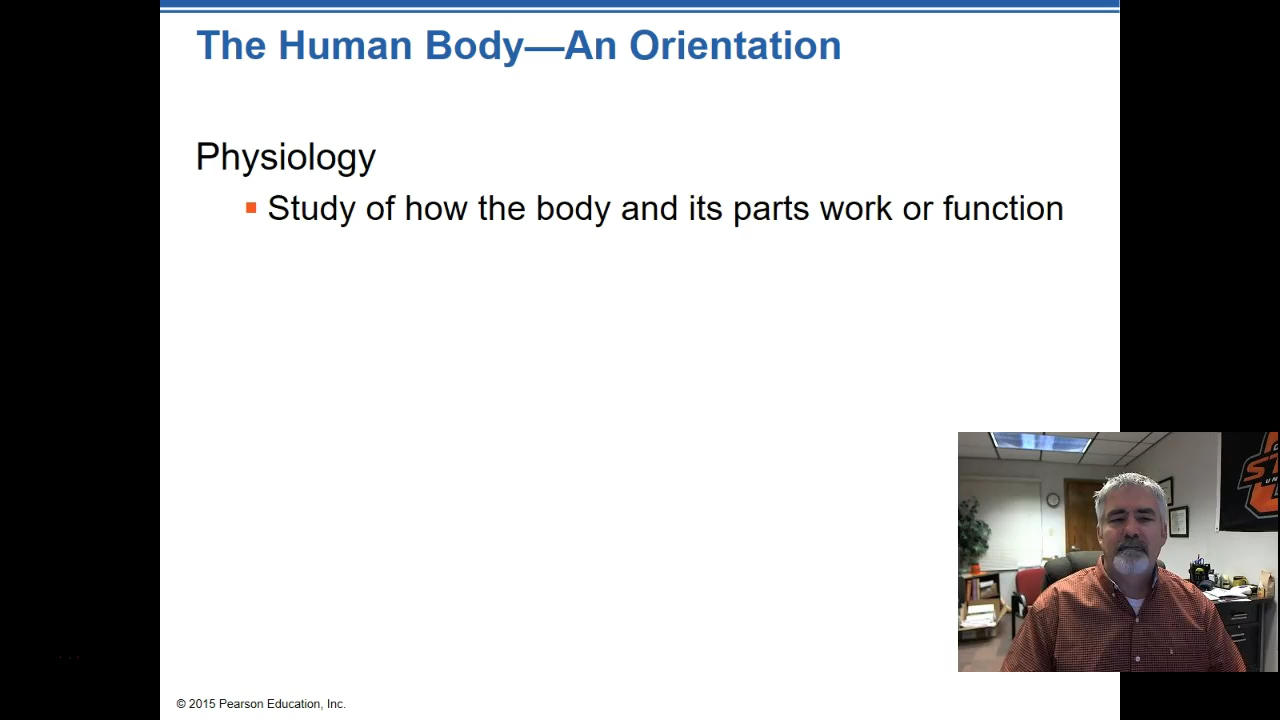 The Human Body—An Orientation
Physiology
Study of how the body and its parts work or function
© 2015 Pearson Education, Inc.